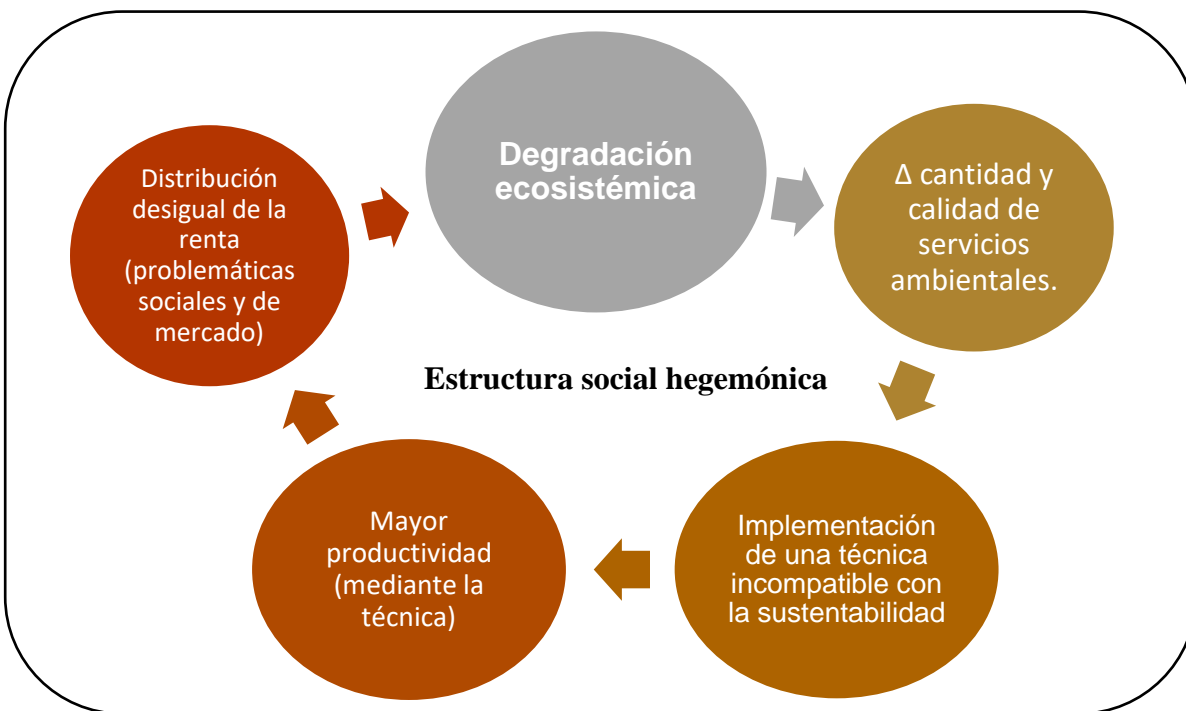 Degradación
ecosistémica
Δ cantidad y
calidad de
servicios
ambientales.
Implementación
de una técnica
incompatible con
la sustentabilidad
Mayor
productividad
(mediante la
técnica)
Distribución
desigual de la
renta
(problemáticas
sociales y de
mercado)
Estructura social hegemónica